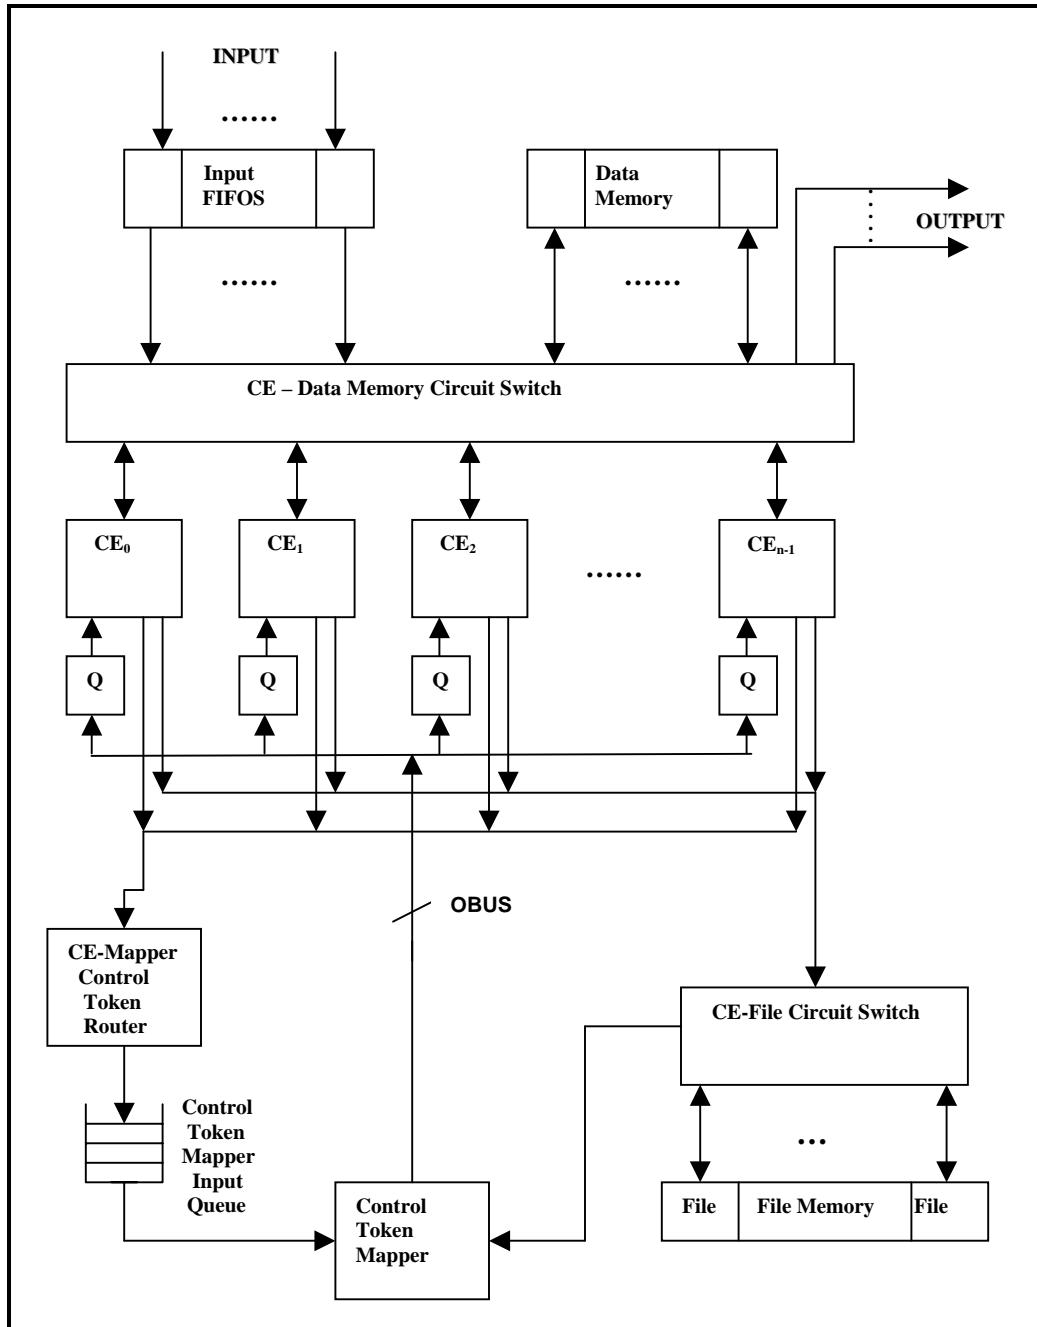 INPUT
......
Input
FIFOS
Data
Memory
OUTPUT
......
......
CE – Data Memory Circuit Switch
CE₀
CE₁
CE₂
CEₙ₋₁
......
Q
Q
Q
Q
OBUS
CE-Mapper
Control
Token
Router
CE-File Circuit Switch
Control
Token
Mapper
Input
Queue
...
File
File Memory
File
Control
Token
Mapper